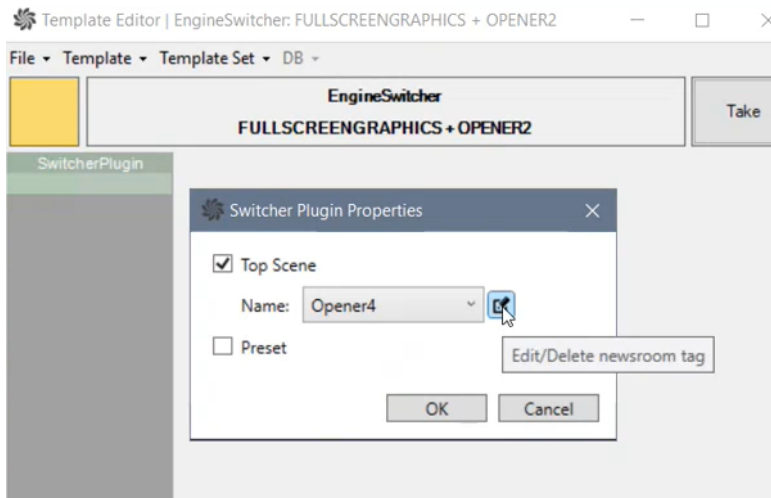 Template Editor | EngineSwitcher: FULLSCREENGRAPHICS + OPENER2
File Template Template Set DB
EngineSwitcher
FULLSCREENGRAPHICS + OPENER2
Take
SwitcherPlugin
Switcher Plugin Properties
Top Scene
Name: Opener4
Preset
Edit/Delete newsroom tag
OK Cancel